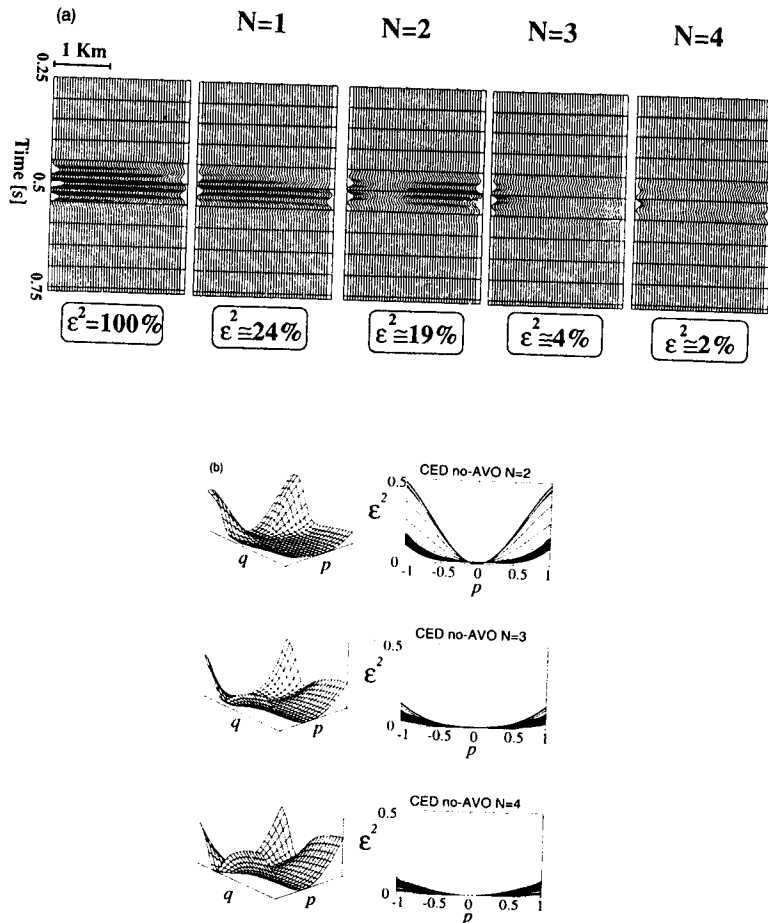 (a)
N=1 N=2 N=3 N=4
1 Km
0.25
Time [s]
0.5
0.75
ε²=100% ε²≅24% ε²≅19% ε²≅4% ε²≅2%
(b)
CED no-AVO N=2
0.5
ε²
0
-1 -0.5 0 0.5 1
q p p
CED no-AVO N=3
0.5
ε²
0
-1 -0.5 0 0.5 1
q p p
CED no-AVO N=4
0.5
ε²
0
-1 -0.5 0 0.5 1
q p p